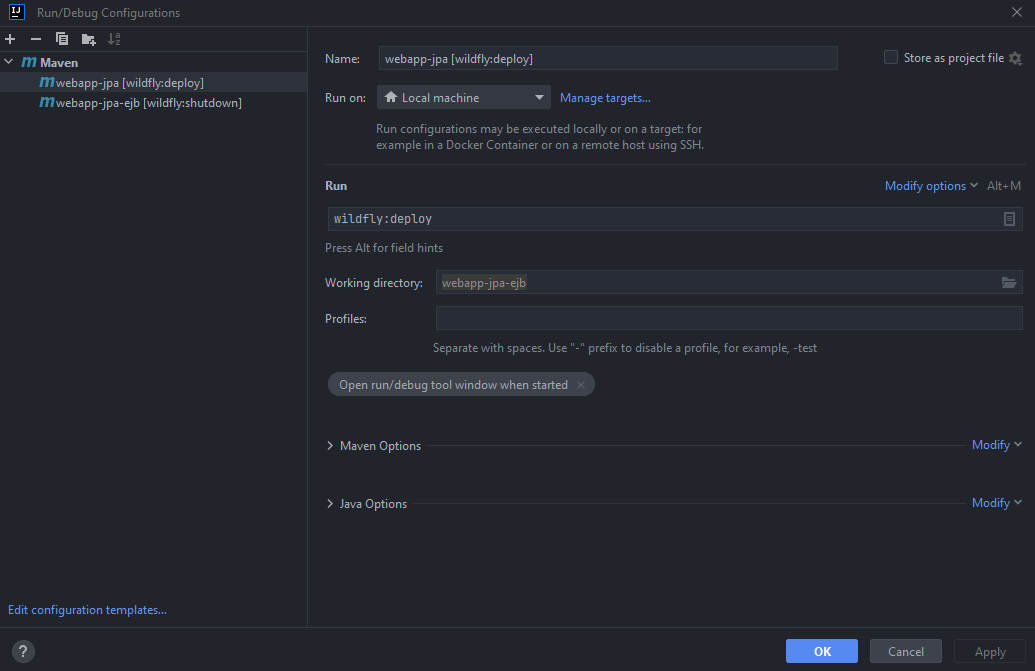 IJ
Run/Debug Configurations
Maven
webapp-jpa [wildfly:deploy]
webapp-jpa-ejb [wildfly:shutdown]
Edit configuration templates...
Name: webapp-jpa [wildfly:deploy] Store as project file
Run on: Local machine Manage targets...
Run configurations may be executed locally or on a target: for
example in a Docker Container or on a remote host using SSH.
Run Modify options Alt+M
wildfly:deploy
Press Alt for field hints
Working directory: webapp-jpa-ejb
Profiles:
Separate with spaces. Use "-" prefix to disable a profile, for example, -test
Open run/debug tool window when started
Maven Options Modify
Java Options Modify
? OK Cancel Apply